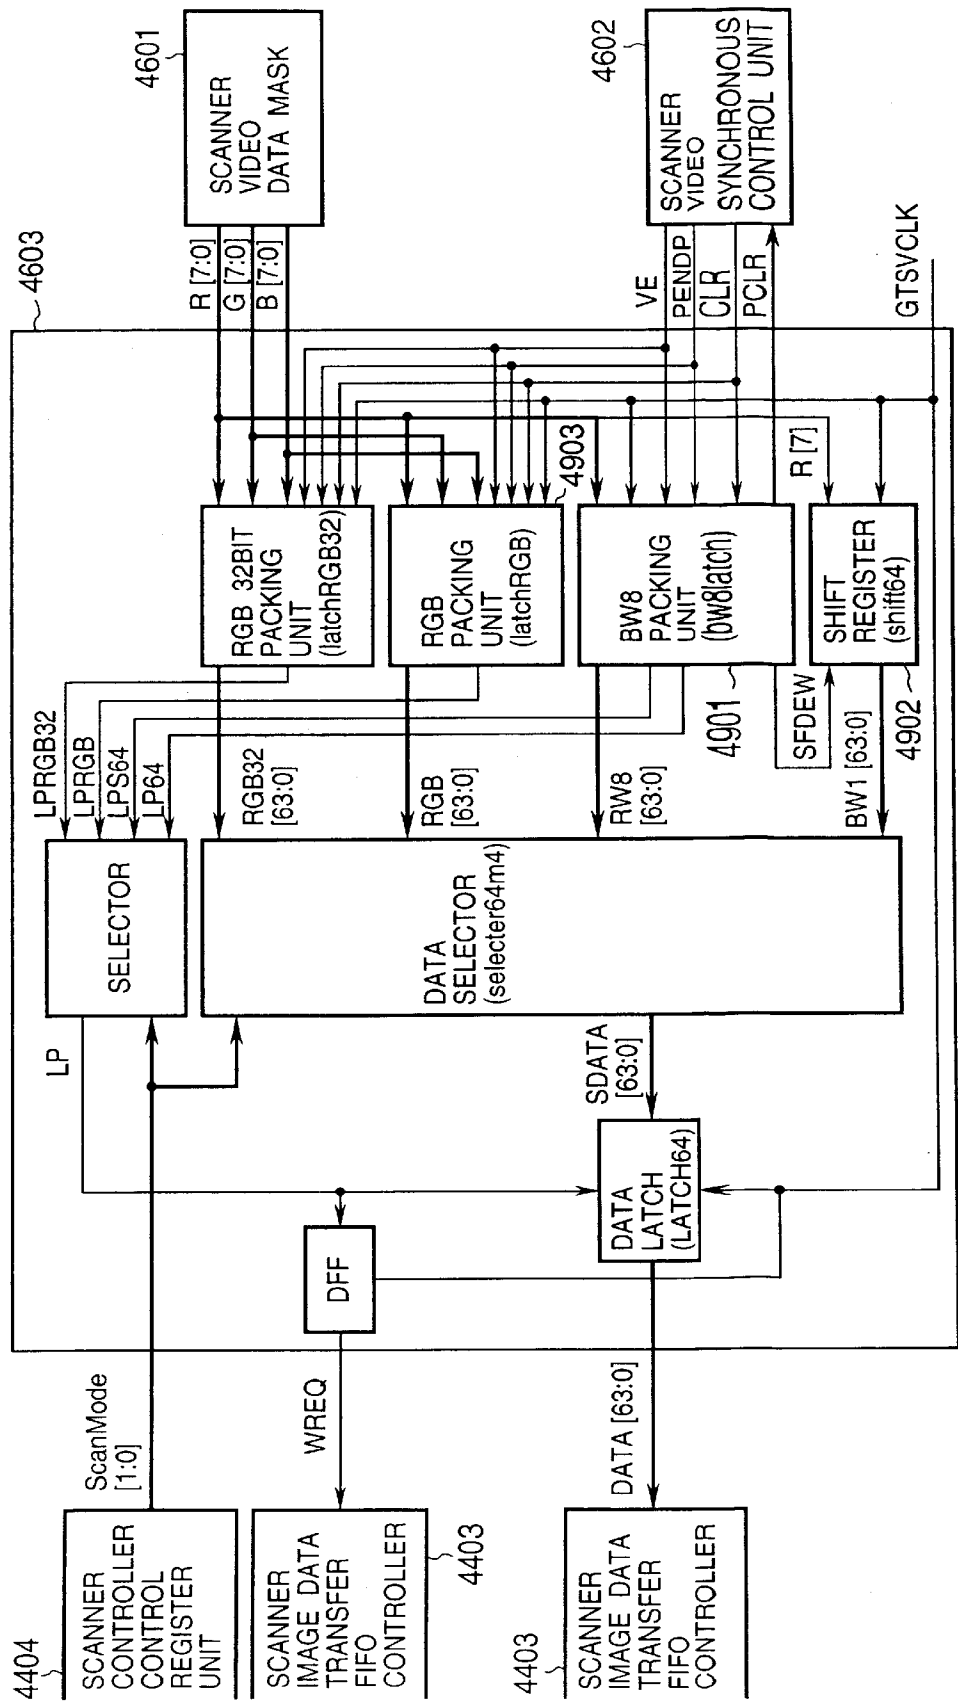 4601
SCANNER
VIDEO
DATA MASK
4602
SCANNER
VIDEO
SYNCHRONOUS
CONTROL UNIT
4603
R [7:0]
G [7:0]
B [7:0]
VE
PENDP
CLR
PCLR
GTSVCLK
R [7]
RGB 32BIT
PACKING
UNIT
(latchRGB32)
4903
RGB
PACKING
UNIT
(latchRGB)
BW8
PACKING
UNIT
(bw8latch)
4901
SHIFT
REGISTER
(shift64)
4902
SFDEW
LPRGB32
LPRGB
LPS64
LP64
RGB32
[63:0]
RGB
[63:0]
RW8
[63:0]
BW1 [63:0]
SELECTOR
DATA
SELECTOR
(selecter64m4)
LP
SDATA
[63:0]
DATA
LATCH
(LATCH64)
DFF
ScanMode
[1:0]
WREQ
DATA [63:0]
4404
SCANNER
CONTROLLER
CONTROL
REGISTER
UNIT
SCANNER
IMAGE DATA
TRANSFER
FIFO
CONTROLLER
4403
4403
SCANNER
IMAGE DATA
TRANSFER
FIFO
CONTROLLER